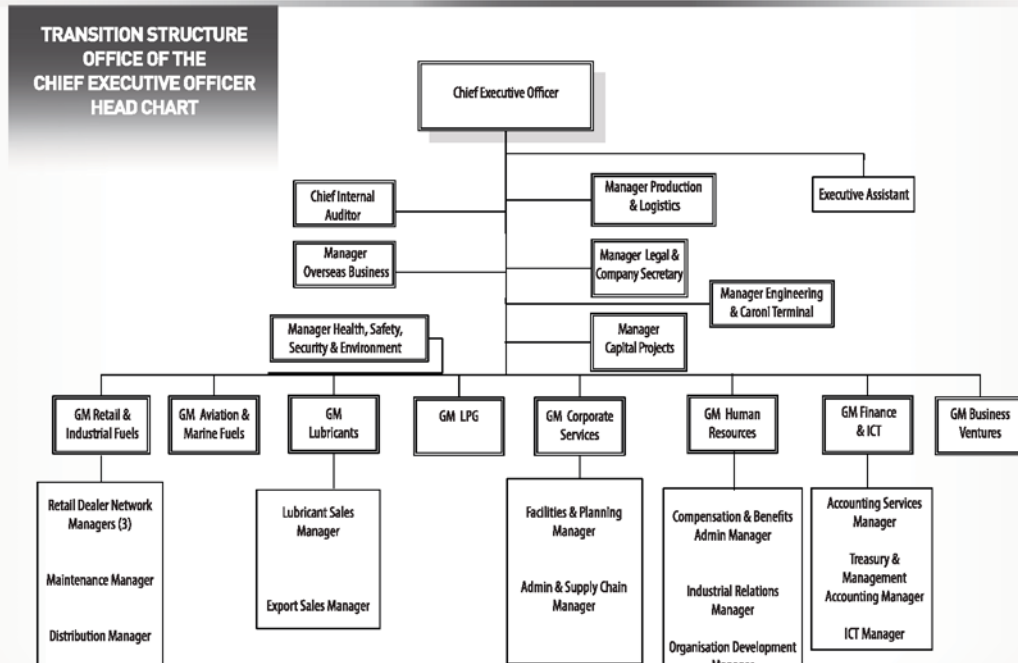 TRANSITION STRUCTURE
OFFICE OF THE
CHIEF EXECUTIVE OFFICER
HEAD CHART
Chief Executive Officer
Executive Assistant
Chief Internal
Auditor
Manager Production
& Logistics
Manager
Overseas Business
Manager Legal &
Company Secretary
Manager Engineering
& Caroni Terminal
Manager Health, Safety,
Security & Environment
Manager
Capital Projects
GM Retail &
Industrial Fuels
GM Aviation &
Marine Fuels
GM
Lubricants
GM LPG
GM Corporate
Services
GM Human
Resources
GM Finance
& ICT
GM Business
Ventures
Retail Dealer Network
Managers (3)
Maintenance Manager
Distribution Manager
Lubricant Sales
Manager
Export Sales Manager
Facilities & Planning
Manager
Admin & Supply Chain
Manager
Compensation & Benefits
Admin Manager
Industrial Relations
Manager
Organisation Development
Manager
Accounting Services
Manager
Treasury &
Management
Accounting Manager
ICT Manager